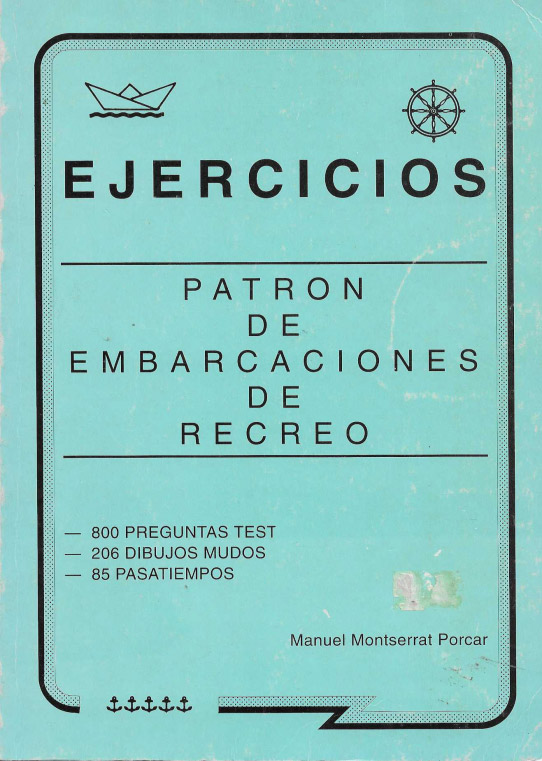 EJERCICIOS
PATRON
DE
EMBARCACIONES
DE
RECREO
— 800 PREGUNTAS TEST
— 206 DIBUJOS MUDOS
— 85 PASATIEMPOS
Manuel Montserrat Porcar